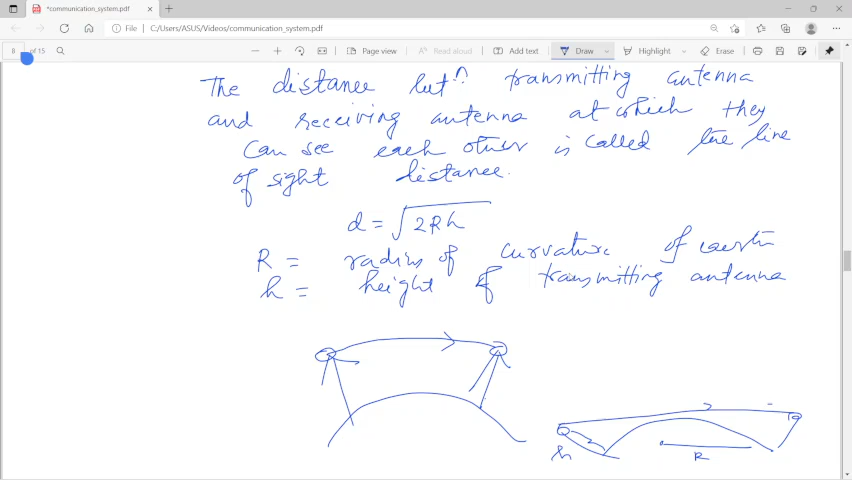 *communication_system.pdf
File C:/Users/ASUS/Videos/communication_system.pdf
8 of 15 Page view Read aloud Add text Draw Highlight Erase
The distance betn transmitting antenna
and receiving antenna at which they
can see each other is called the line
of sight distance.
d = √2Rh
R = radius of curvature of earth
h = height of transmitting antenna
h R